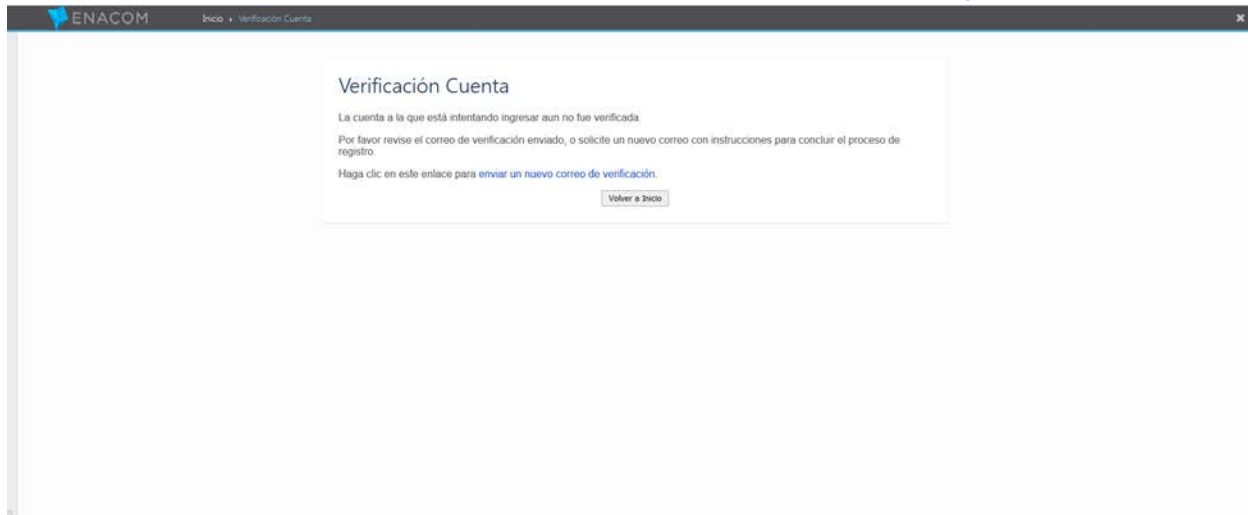 ENACOM
Inicio › Verificación Cuenta
Verificación Cuenta
La cuenta a la que está intentando ingresar aun no fue verificada.
Por favor revise el correo de verificación enviado, o solicite un nuevo correo con instrucciones para concluir el proceso de
registro.
Haga clic en este enlace para enviar un nuevo correo de verificación.
Volver a Inicio